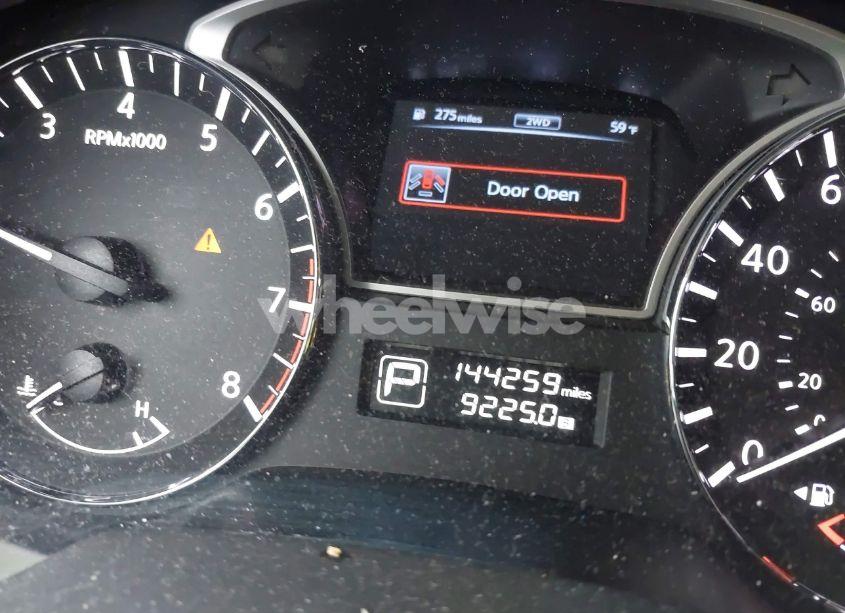 275 miles 2WD 59°F
Door Open
3 4 5 6 7 8
RPMx1000
H
wheelwise
P 144259 miles
9225.0
0 20 40 6
0 20 60